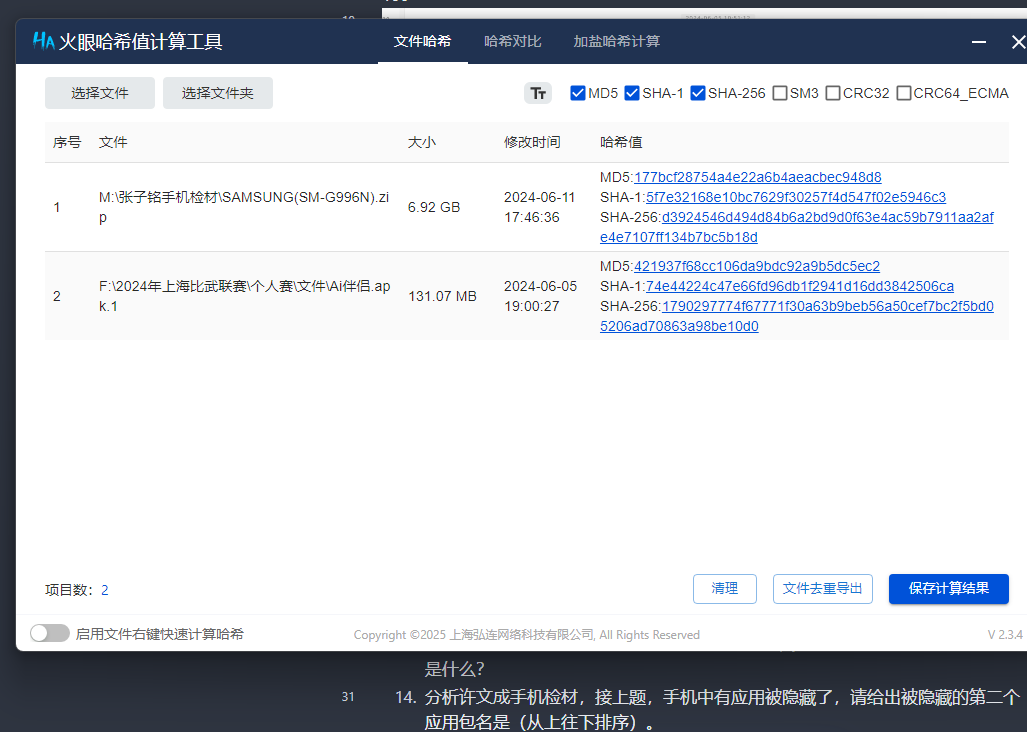 HA 火眼哈希值计算工具 文件哈希 哈希对比 加盐哈希计算
选择文件 选择文件夹 Tт MD5 SHA-1 SHA-256 SM3 CRC32 CRC64_ECMA
序号 文件 大小 修改时间 哈希值
MD5:177bcf28754a4e22a6b4aeacbec948d8
1 M:\张子铭手机检材\SAMSUNG(SM-G996N).zi
p
6.92 GB
2024-06-11
17:46:36
SHA-1:5f7e32168e10bc7629f30257f4d547f02e5946c3
SHA-256:d3924546d494d84b6a2bd9d0f63e4ac59b7911aa2af
e4e7107ff134b7bc5b18d
MD5:421937f68cc106da9bdc92a9b5dc5ec2
2 F:\2024年上海比武联赛\个人赛\文件\Ai伴侣.ap
k.1
131.07 MB
2024-06-05
19:00:27
SHA-1:74e44224c47e66fd96db1f2941d16dd3842506ca
SHA-256:1790297774f67771f30a63b9beb56a50cef7bc2f5bd0
5206ad70863a98be10d0
项目数：2 清理 文件去重导出 保存计算结果
启用文件右键快速计算哈希 Copyright ©2025 上海弘连网络科技有限公司, All Rights Reserved V 2.3.4
是什么？
31 14. 分析许文成手机检材，接上题，手机中有应用被隐藏了，请给出被隐藏的第二个
应用包名是（从上往下排序）。